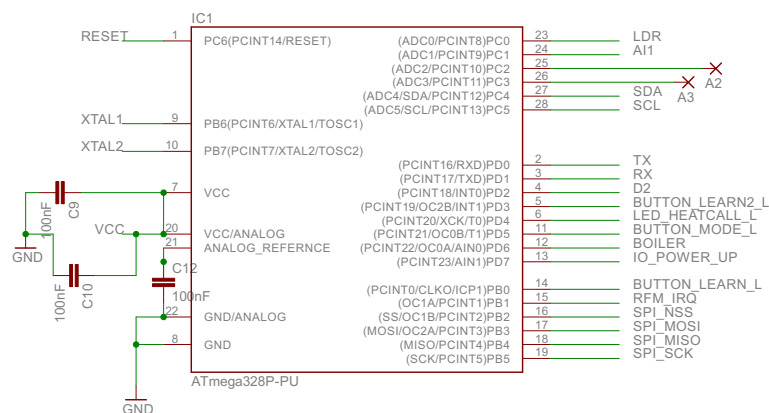 IC1
RESET 1 PC6(PCINT14/RESET) (ADC0/PCINT8)PC0 23 LDR
(ADC1/PCINT9)PC1 24 AI1
(ADC2/PCINT10)PC2 25 A2
(ADC3/PCINT11)PC3 26 A3
(ADC4/SDA/PCINT12)PC4 27 SDA
(ADC5/SCL/PCINT13)PC5 28 SCL
XTAL1 9 PB6(PCINT6/XTAL1/TOSC1)
XTAL2 10 PB7(PCINT7/XTAL2/TOSC2)
(PCINT16/RXD)PD0 2 TX
(PCINT17/TXD)PD1 3 RX
(PCINT18/INT0)PD2 4 D2
(PCINT19/OC2B/INT1)PD3 5 BUTTON_LEARN2_L
(PCINT20/XCK/T0)PD4 6 LED_HEATCALL_L
(PCINT21/OC0B/T1)PD5 11 BUTTON_MODE_L
(PCINT22/OC0A/AIN0)PD6 12 BOILER
(PCINT23/AIN1)PD7 13 IO_POWER_UP
7 VCC
100nF C9
VCC 20 VCC/ANALOG
21 ANALOG_REFERNCE
GND
100nF C10
C12
100nF
22 GND/ANALOG
8 GND
(PCINT0/CLKO/ICP1)PB0 14 BUTTON_LEARN_L
(OC1A/PCINT1)PB1 15 RFM_IRQ
(SS/OC1B/PCINT2)PB2 16 SPI_NSS
(MOSI/OC2A/PCINT3)PB3 17 SPI_MOSI
(MISO/PCINT4)PB4 18 SPI_MISO
(SCK/PCINT5)PB5 19 SPI_SCK
ATmega328P-PU
GND